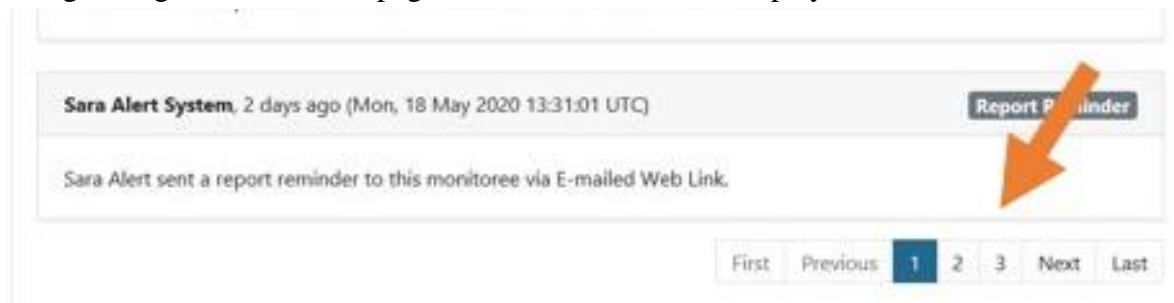 Sara Alert System, 2 days ago (Mon, 18 May 2020 13:31:01 UTC) Report
Sara Alert sent a report reminder to this monitoree via E-mailed Web Link.
First Previous 1 2 3 Next Last